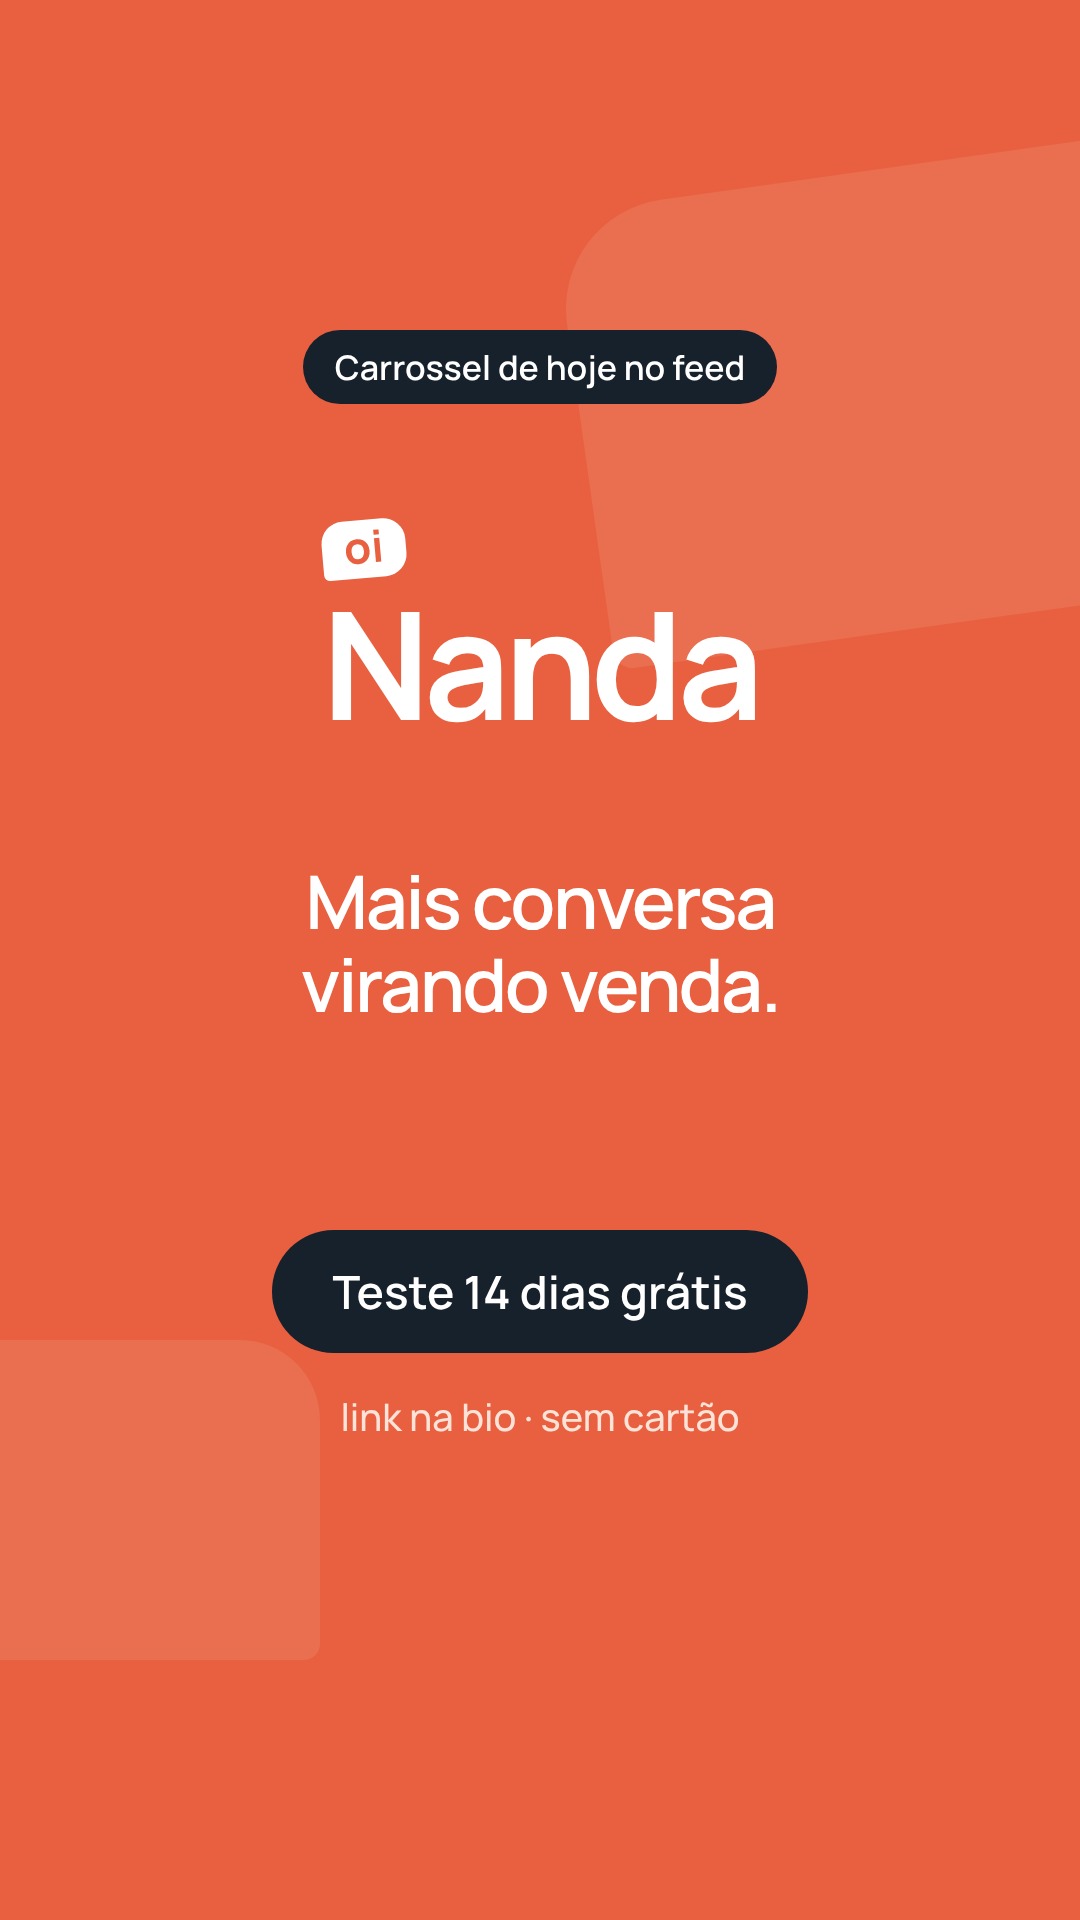 Carrossel de hoje no feed
oi
Nanda
Mais conversa
virando venda.
Teste 14 dias grátis
link na bio · sem cartão